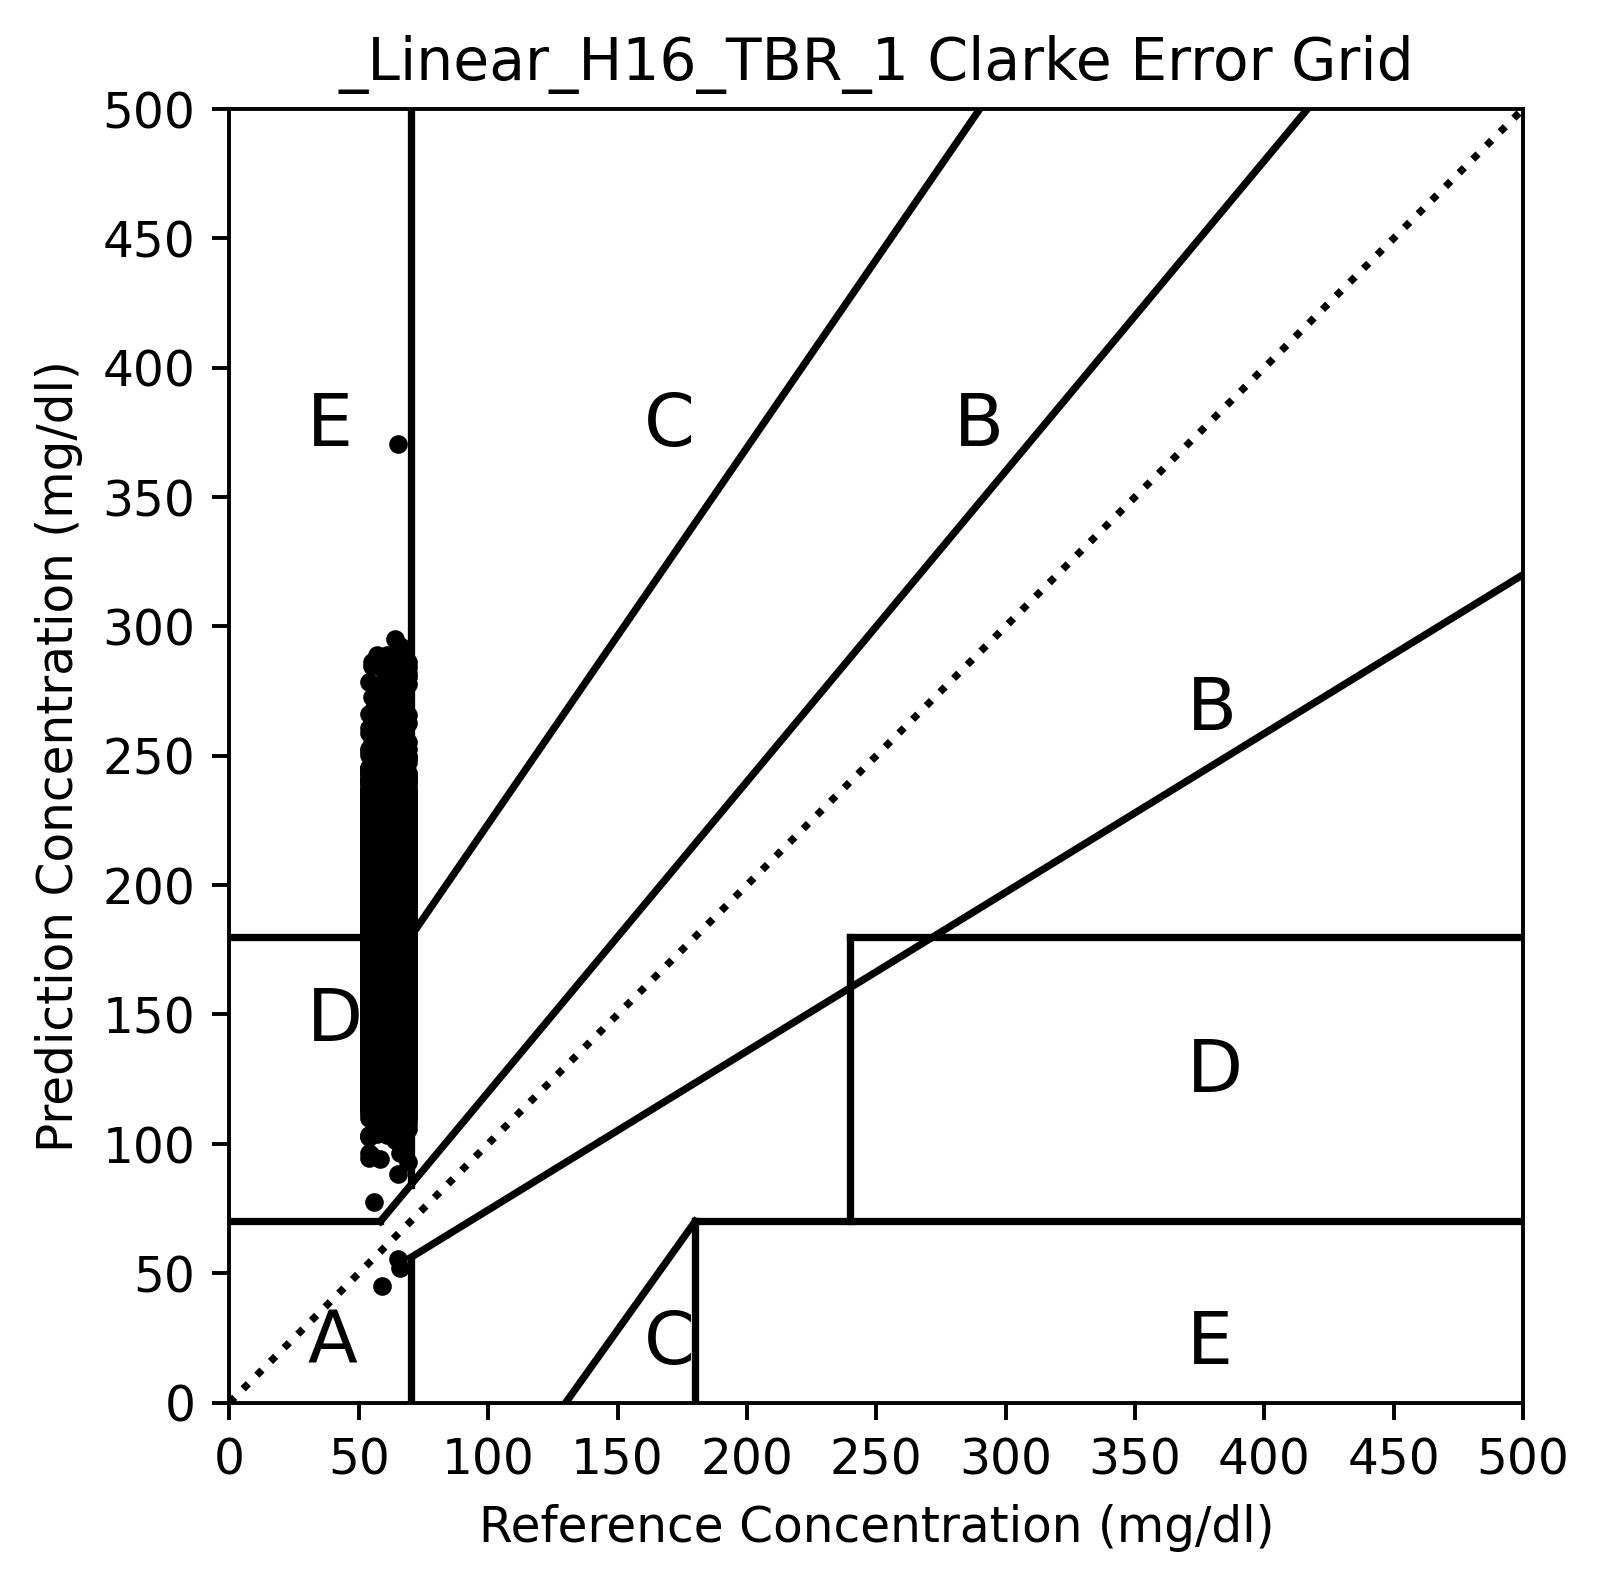 _Linear_H16_TBR_1 Clarke Error Grid
500
450
400
350
300
250
200
150
100
50
0
Prediction Concentration (mg/dl)
E
C
B
B
D
D
A
C
E
0 50 100 150 200 250 300 350 400 450 500
Reference Concentration (mg/dl)